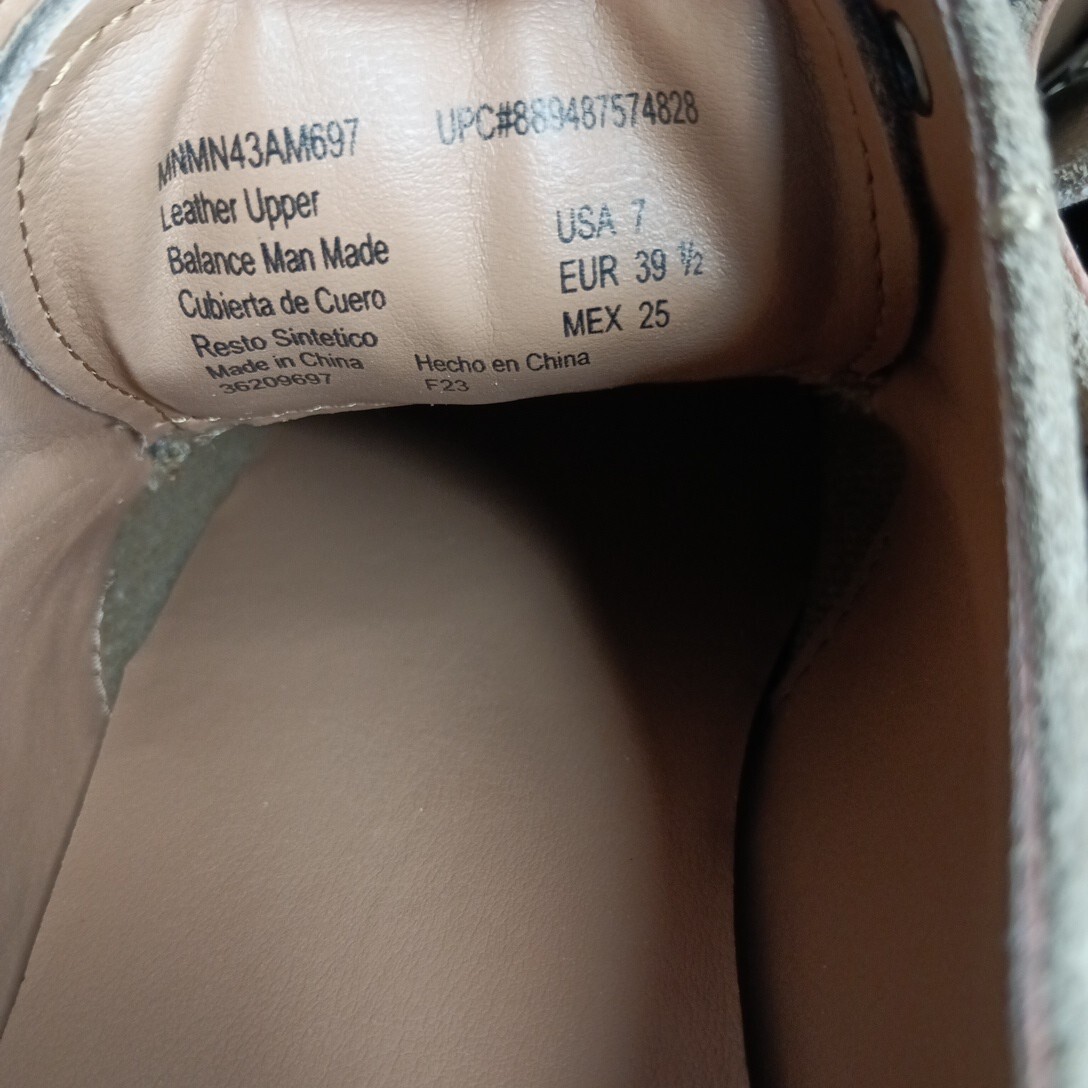 MNMN43AM697
Leather Upper
Balance Man Made
Cubierta de Cuero
Resto Sintetico
Made in China
36209697
UPC#889487574828
USA 7
EUR 39 ½
MEX 25
Hecho en China
F23